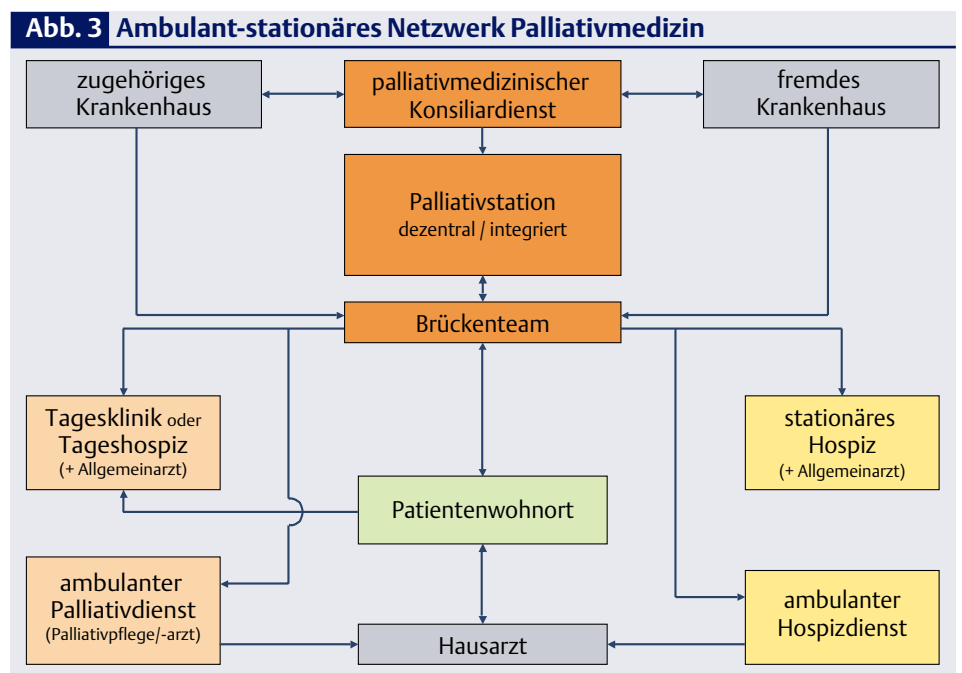 Abb. 3 Ambulant-stationäres Netzwerk Palliativmedizin
zugehöriges
Krankenhaus
palliativmedizinischer
Konsiliardienst
fremdes
Krankenhaus
Palliativstation
dezentral / integriert
Brückenteam
Tagesklinik oder
Tageshospiz
(+ Allgemeinarzt)
stationäres
Hospiz
(+ Allgemeinarzt)
Patientenwohnort
ambulanter
Palliativdienst
(Palliativpflege/-arzt)
Hausarzt
ambulanter
Hospizdienst